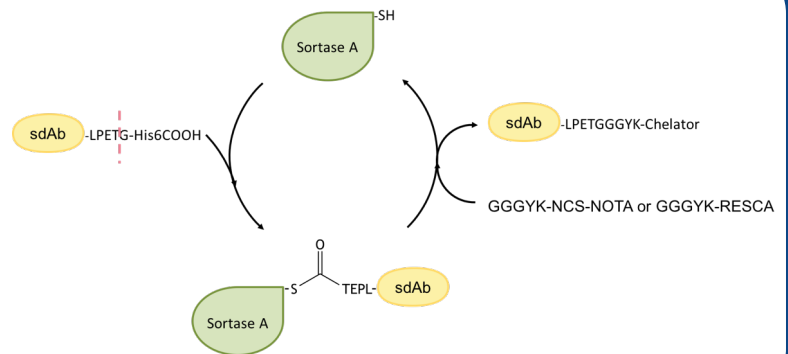 -SH
Sortase A
sdAb
-LPETG-His6COOH
sdAb
-LPETGGGYK-Chelator
GGGYK-NCS-NOTA or GGGYK-RESCA
O
-S
TEPL-
sdAb
Sortase A